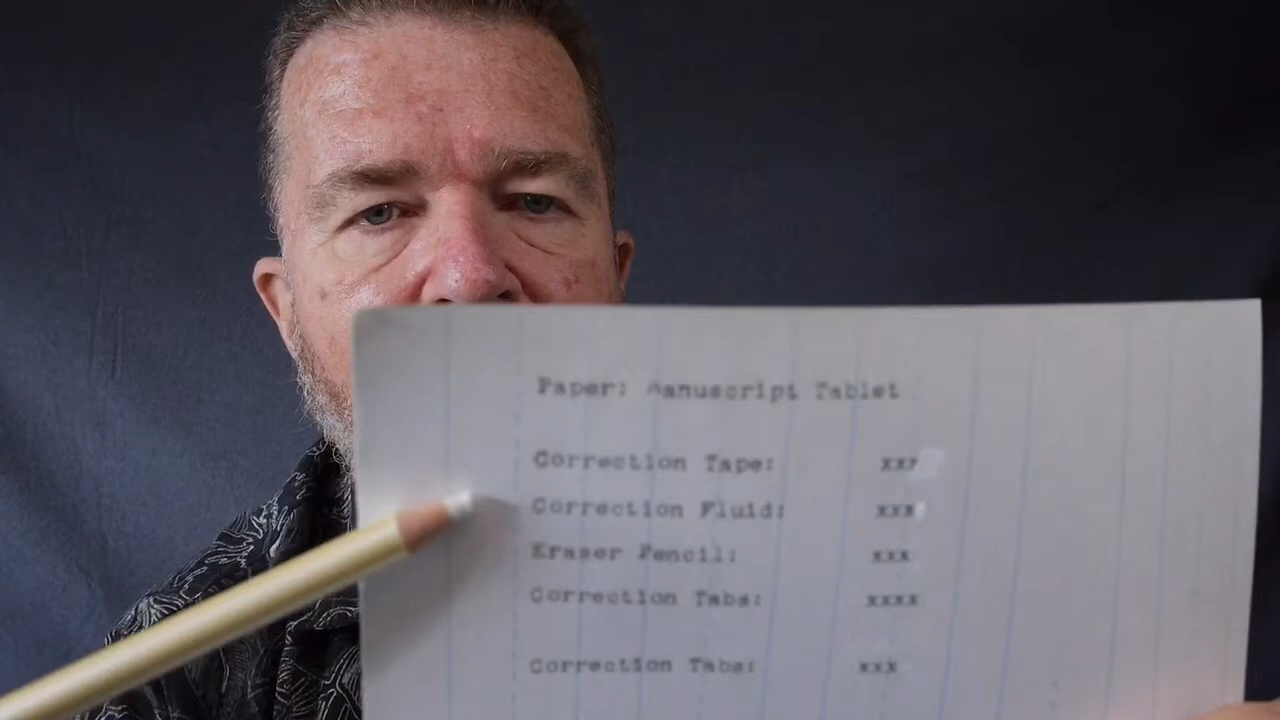 Paper: Manuscript Tablet
Correction Tape: xxx
Correction Fluid: xxx
Eraser Pencil: xxx
Correction Tabs: xxxx
Correction Tabs: xxx